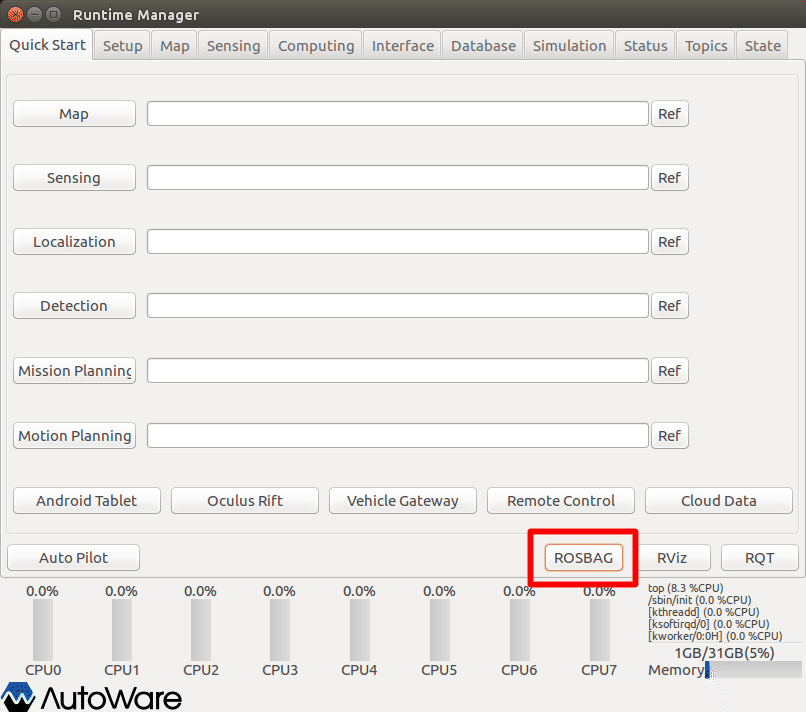 Runtime Manager
Quick Start Setup Map Sensing Computing Interface Database Simulation Status Topics State
Map Ref
Sensing Ref
Localization Ref
Detection Ref
Mission Planning Ref
Motion Planning Ref
Android Tablet Oculus Rift Vehicle Gateway Remote Control Cloud Data
Auto Pilot ROSBAG RViz RQT
0.0% 0.0% 0.0% 0.0% 0.0% 0.0% 0.0% 0.0%
top (8.3 %CPU)
/sbin/init (0.0 %CPU)
[kthreadd] (0.0 %CPU)
[ksoftirqd/0] (0.0 %CPU)
[kworker/0:0H] (0.0 %CPU)
1GB/31GB(5%)
CPU0 CPU1 CPU2 CPU3 CPU4 CPU5 CPU6 CPU7 Memory
AutoWare